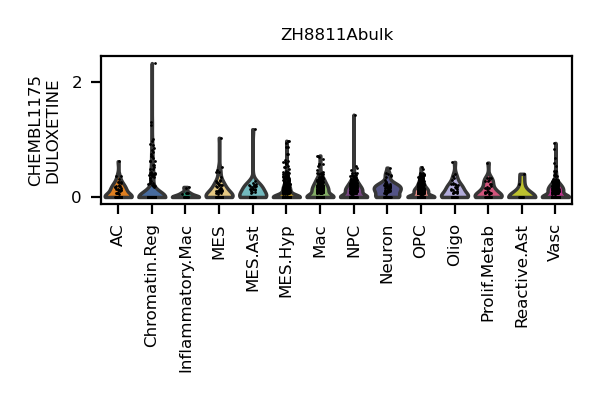 ZH8811Abulk
CHEMBL1175
DULOXETINE
2
0
AC
Chromatin.Reg
Inflammatory.Mac
MES
MES.Ast
MES.Hyp
Mac
NPC
Neuron
OPC
Oligo
Prolif.Metab
Reactive.Ast
Vasc